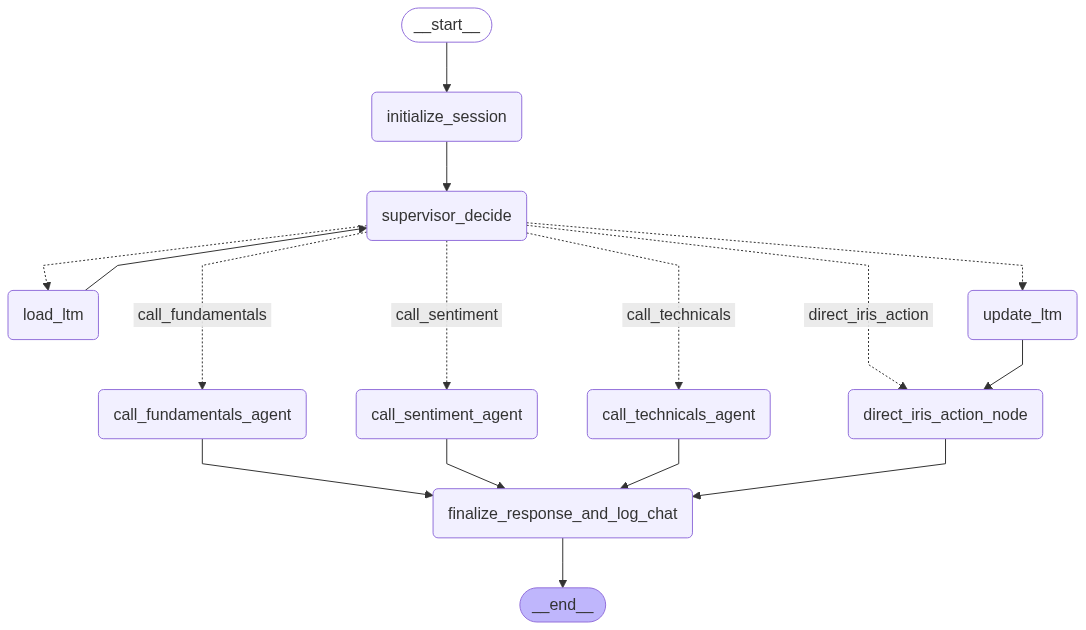 __start__
initialize_session
supervisor_decide
load_ltm
call_fundamentals
call_sentiment
call_technicals
direct_iris_action
update_ltm
call_fundamentals_agent
call_sentiment_agent
call_technicals_agent
direct_iris_action_node
finalize_response_and_log_chat
__end__